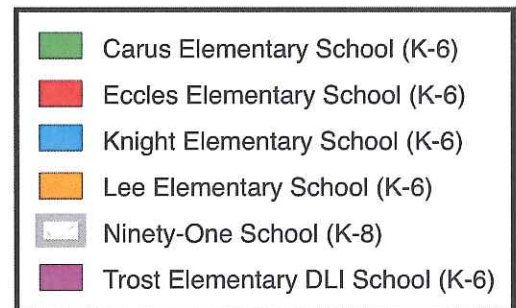 Carus Elementary School (K-6)
Eccles Elementary School (K-6)
Knight Elementary School (K-6)
Lee Elementary School (K-6)
Ninety-One School (K-8)
Trost Elementary DLI School (K-6)